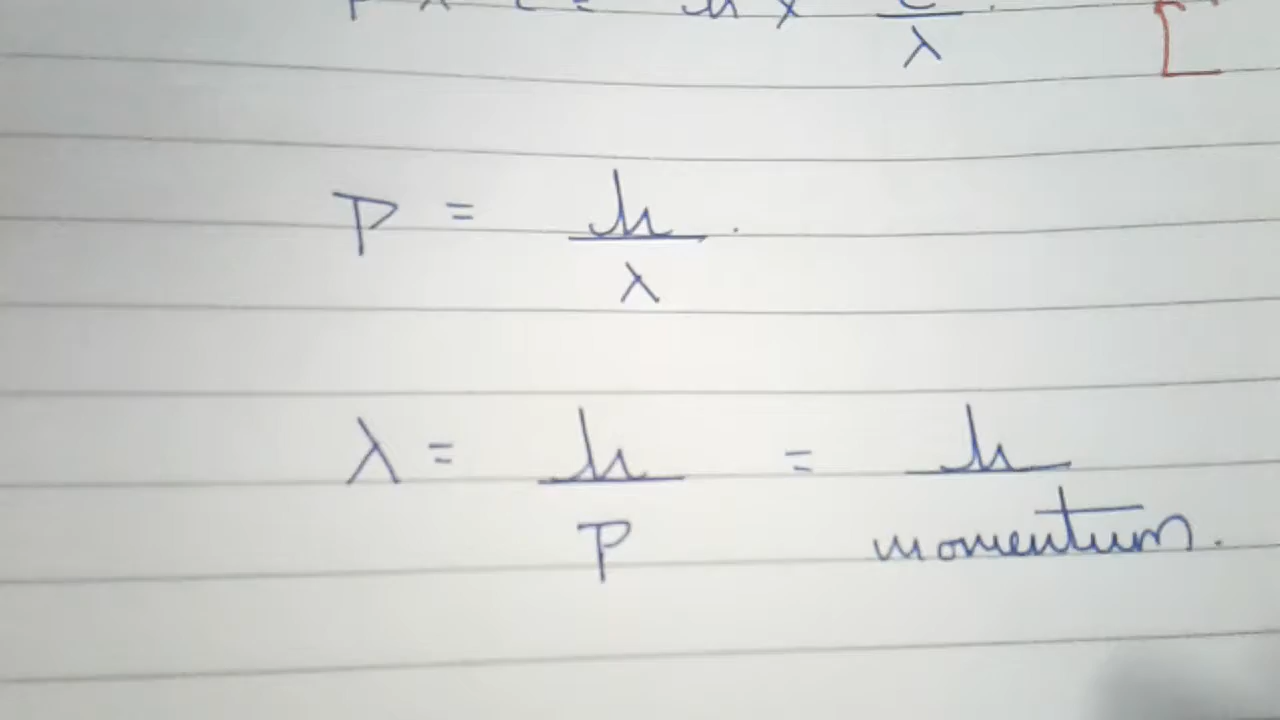 P = h/λ.
λ = h/P = h/momentum.